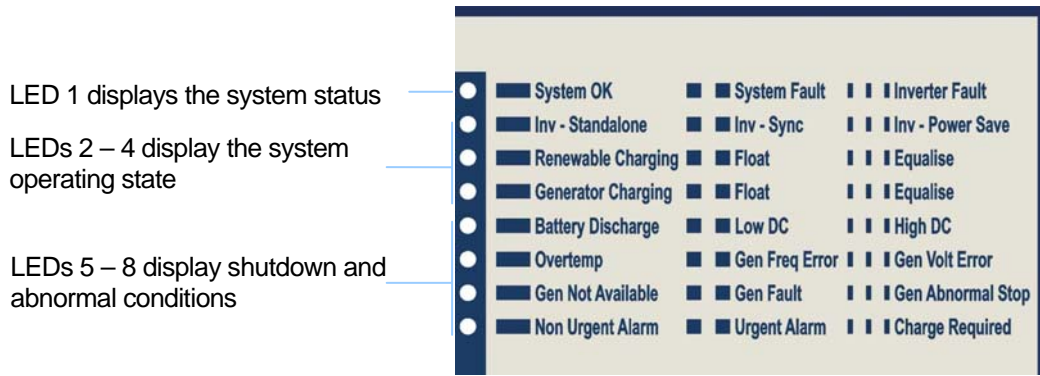 LED 1 displays the system status
LEDs 2 – 4 display the system
operating state
LEDs 5 – 8 display shutdown and
abnormal conditions
System OK System Fault Inverter Fault
Inv - Standalone Inv - Sync Inv - Power Save
Renewable Charging Float Equalise
Generator Charging Float Equalise
Battery Discharge Low DC High DC
Overtemp Gen Freq Error Gen Volt Error
Gen Not Available Gen Fault Gen Abnormal Stop
Non Urgent Alarm Urgent Alarm Charge Required